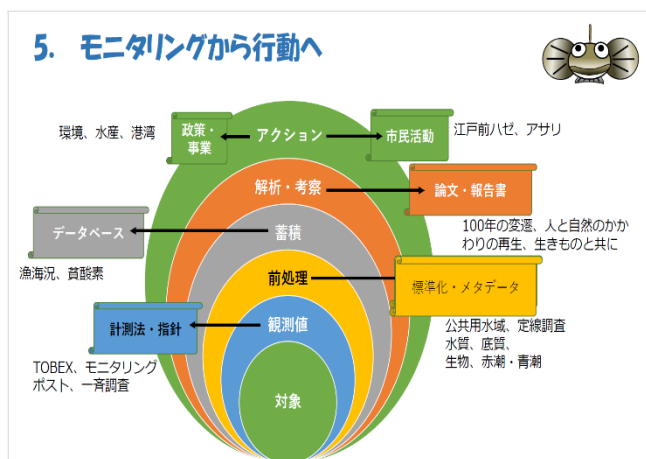 5. モニタリングから行動へ
環境、水産、港湾
政策・
事業
アクション
市民活動
江戸前ハゼ、アサリ
解析・考察
論文・報告書
100年の変遷、人と自然のかか
わりの再生、生きものと共に
データベース
蓄積
漁海況、貧酸素
前処理
標準化・メタデータ
公共用水域、定線調査
水質、底質、
生物、赤潮・青潮
計測法・指針
観測値
TOBEX、モニタリング
ポスト、一斉調査
対象